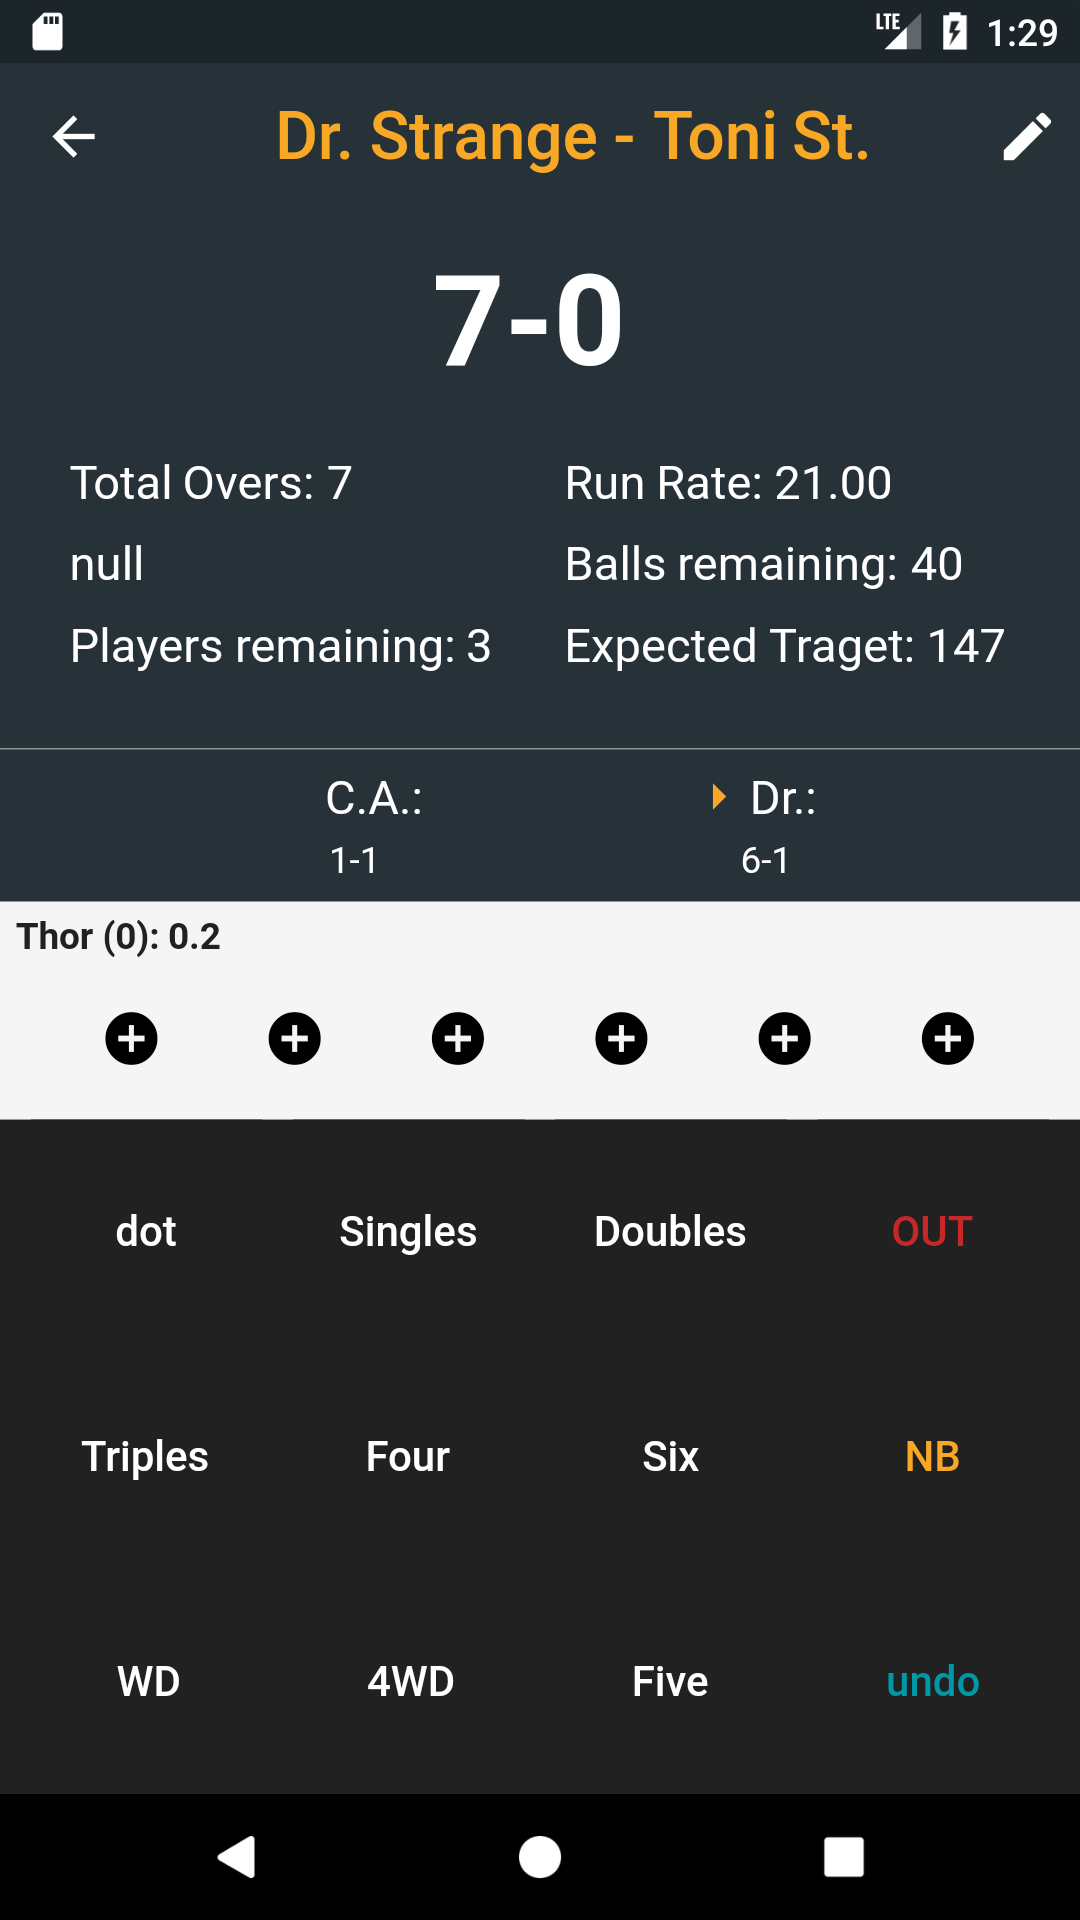 LTE 1:29
Dr. Strange - Toni St.
7-0
Total Overs: 7 Run Rate: 21.00
null Balls remaining: 40
Players remaining: 3 Expected Traget: 147
C.A.: Dr.:
1-1 6-1
Thor (0): 0.2
dot Singles Doubles OUT
Triples Four Six NB
WD 4WD Five undo